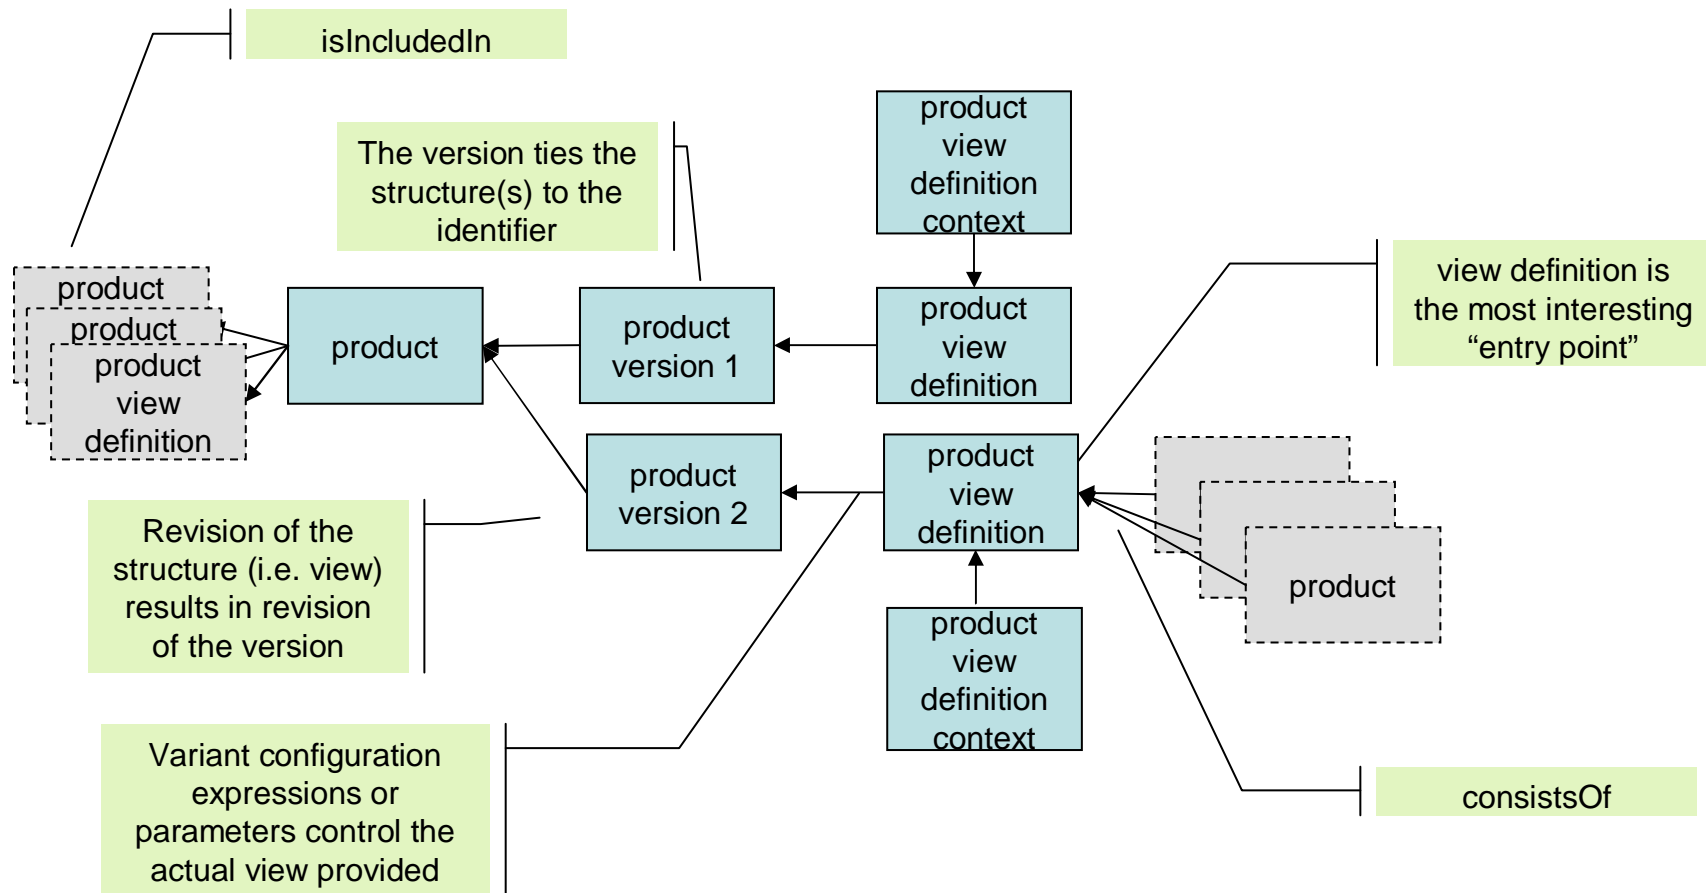 isIncludedIn
The version ties the
structure(s) to the
identifier
product
view
definition
context
view definition is
the most interesting
“entry point”
product
product
product
view
definition
product
product
version 1
product
view
definition
product
version 2
product
view
definition
product
Revision of the
structure (i.e. view)
results in revision
of the version
product
view
definition
context
Variant configuration
expressions or
parameters control the
actual view provided
consistsOf